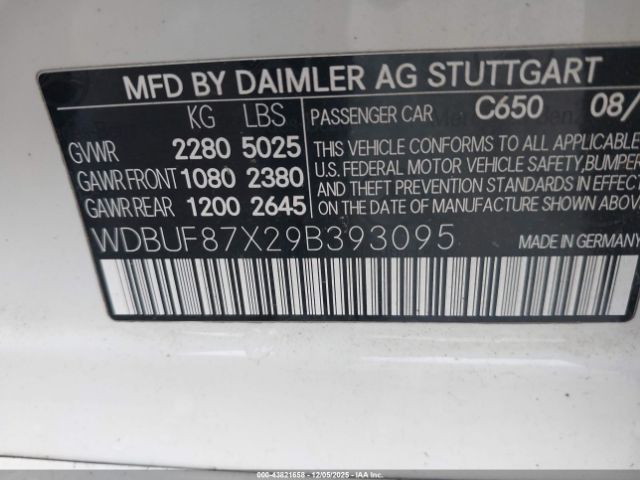 MFD BY DAIMLER AG STUTTGART
KG LBS PASSENGER CAR C650 08/
GVWR 2280 5025
GAWR FRONT 1080 2380
GAWR REAR 1200 2645
THIS VEHICLE CONFORMS TO ALL APPLICABLE
U.S. FEDERAL MOTOR VEHICLE SAFETY, BUMPER
AND THEFT PREVENTION STANDARDS IN EFFECT
ON THE DATE OF MANUFACTURE SHOWN ABOVE
WDBUF87X29B393095 MADE IN GERMANY
000-43821658 12/05/2025 IAA Inc. (IAA)